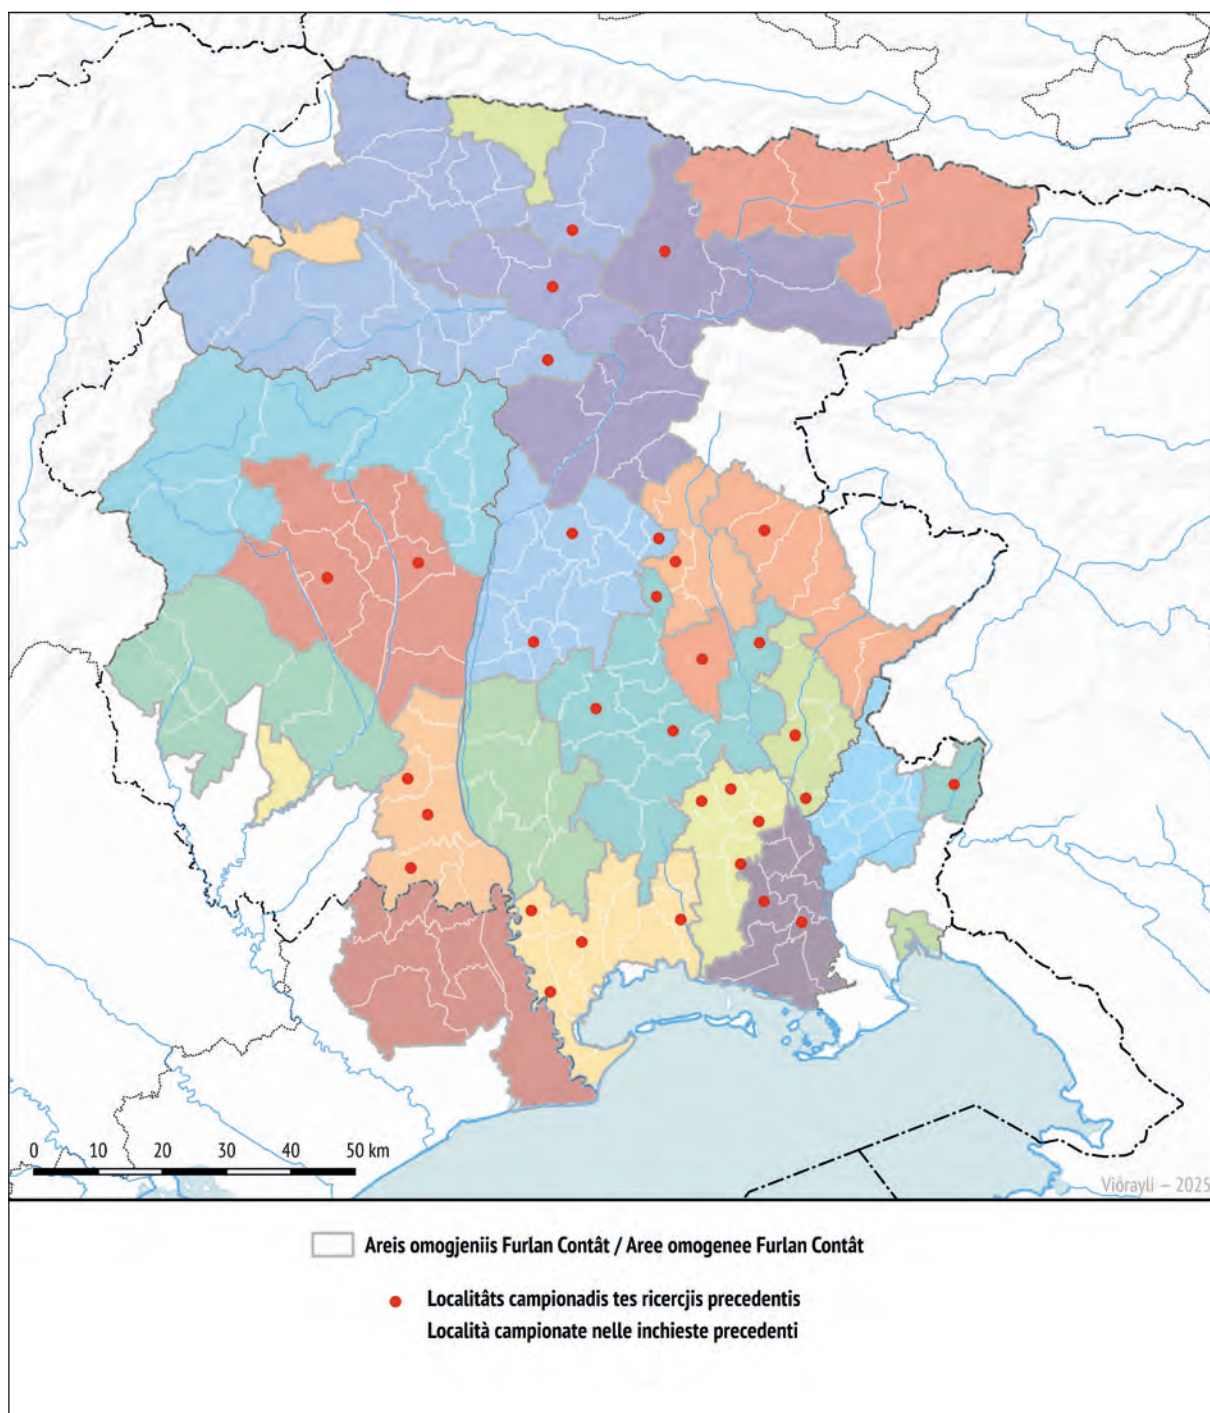 0 10 20 30 40 50 km
Viörayli – 2025
Areis omogjeniis Furlan Contât / Aree omogenee Furlan Contât
Localitâts campionadis tes ricercjis precedentis
Località campionate nelle inchieste precedenti